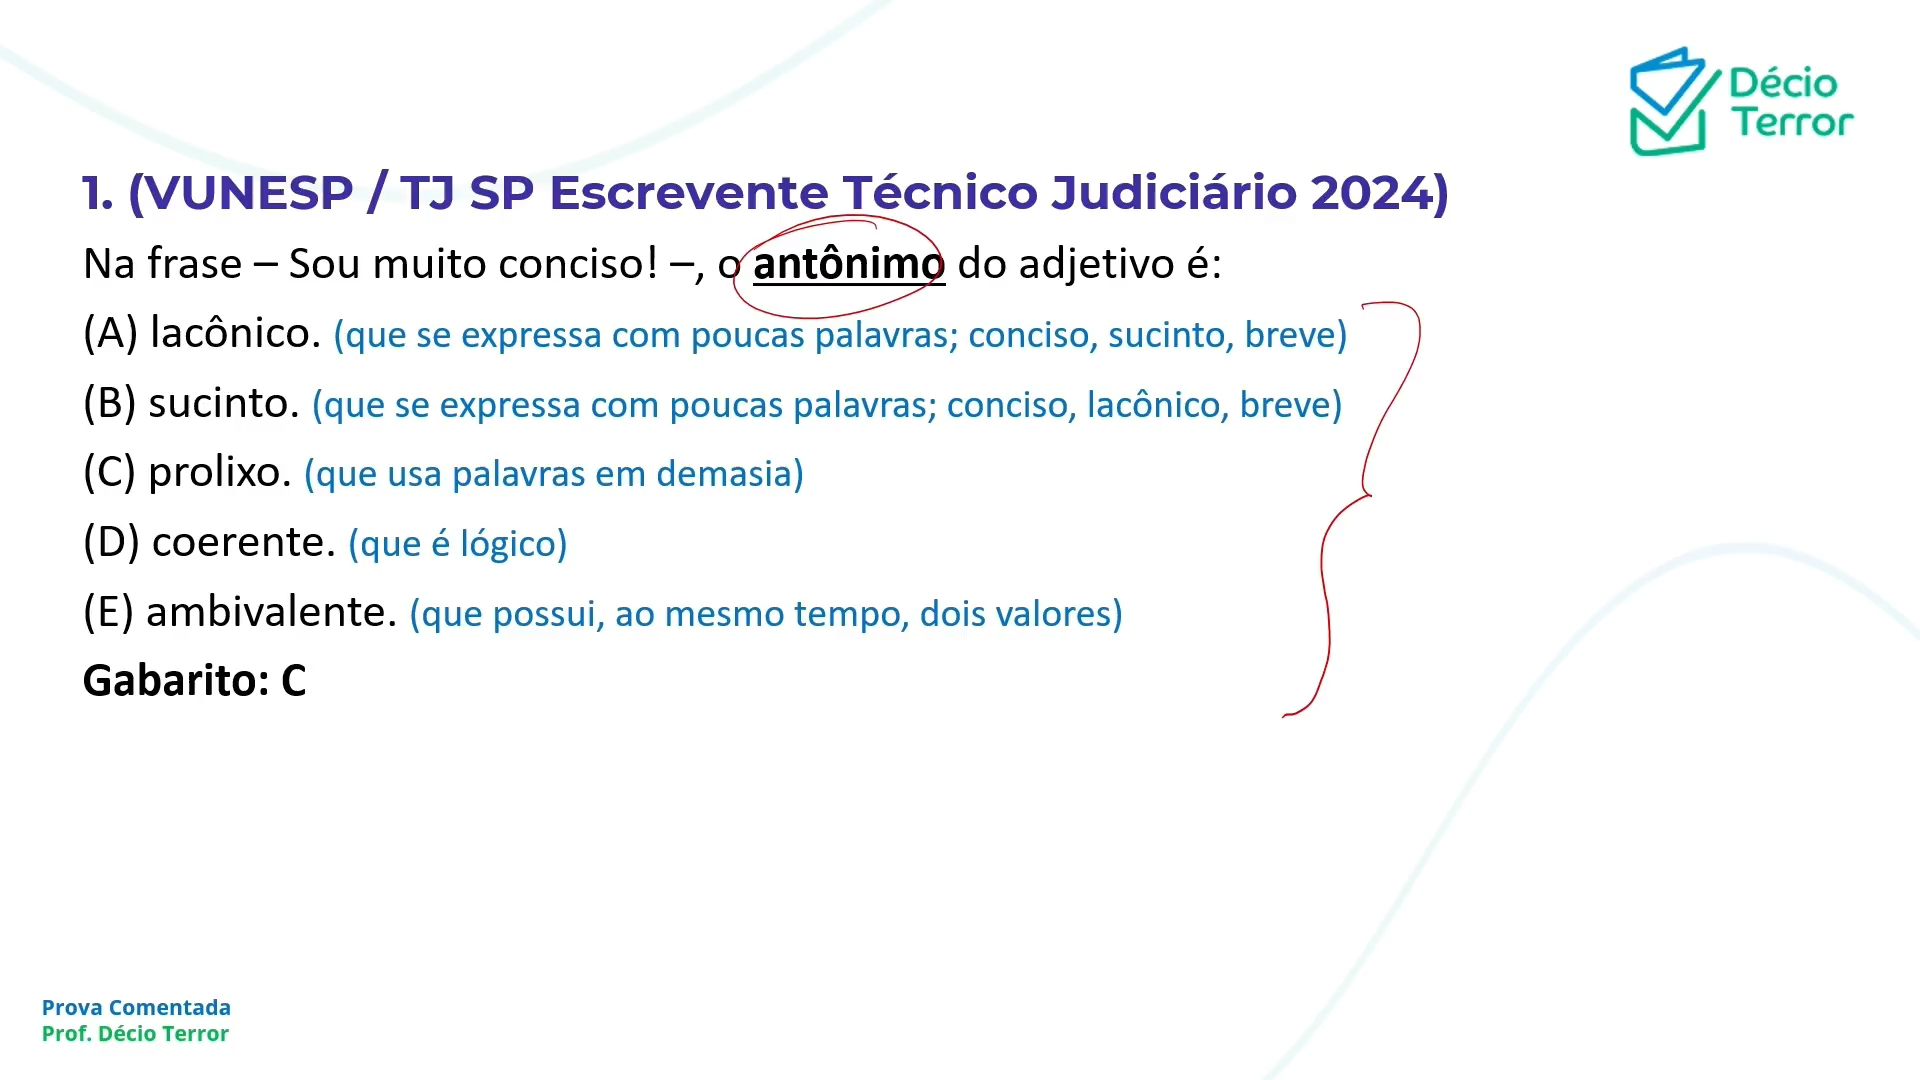 Décio
Terror
1. (VUNESP / TJ SP Escrevente Técnico Judiciário 2024)
Na frase – Sou muito conciso! –, o antônimo do adjetivo é:
(A) lacônico. (que se expressa com poucas palavras; conciso, sucinto, breve)
(B) sucinto. (que se expressa com poucas palavras; conciso, lacônico, breve)
(C) prolixo. (que usa palavras em demasia)
(D) coerente. (que é lógico)
(E) ambivalente. (que possui, ao mesmo tempo, dois valores)
Gabarito: C
Prova Comentada
Prof. Décio Terror